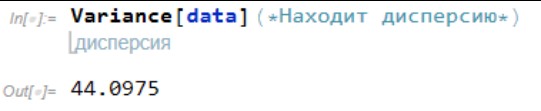 In[∘]:= Variance[data] (*Находит дисперсию*)
дисперсия
Out[∘]= 44.0975